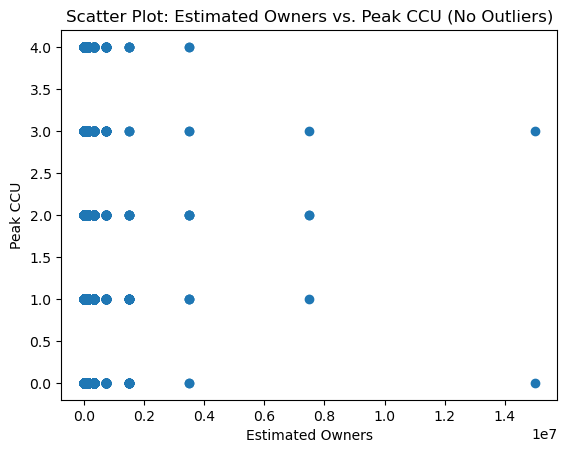 Scatter Plot: Estimated Owners vs. Peak CCU (No Outliers)
4.0
3.5
3.0
2.5
2.0
1.5
1.0
0.5
0.0
Peak CCU
0.0 0.2 0.4 0.6 0.8 1.0 1.2 1.4
1e7
Estimated Owners